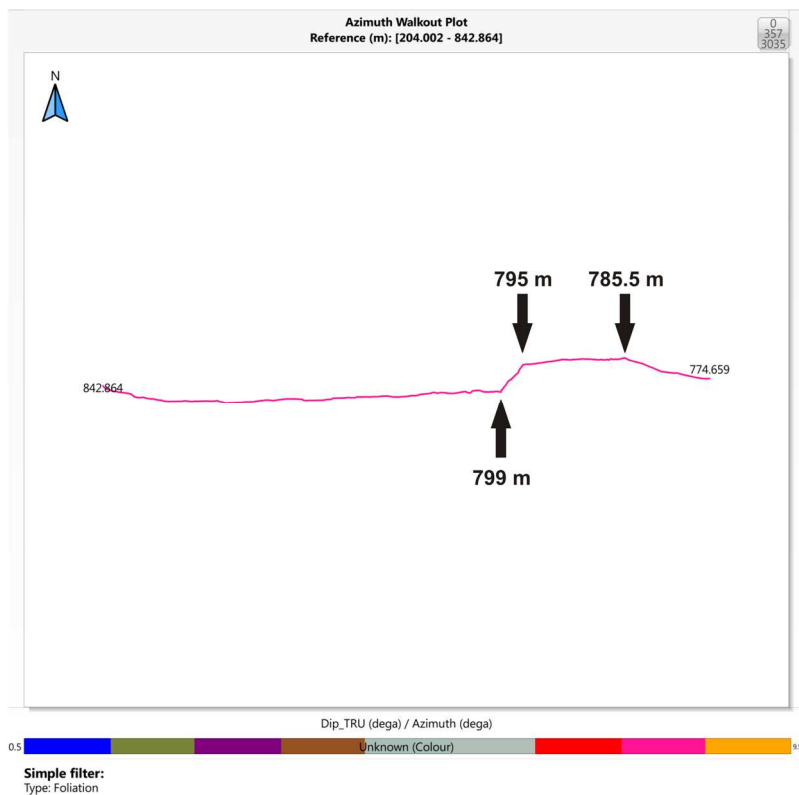 Azimuth Walkout Plot
Reference (m): [204.002 - 842.864]
0
357
3035
N
795 m
785.5 m
774.659
842.864
799 m
Dip_TRU (dega) / Azimuth (dega)
0.5
Unknown (Colour)
Simple filter:
Type: Foliation